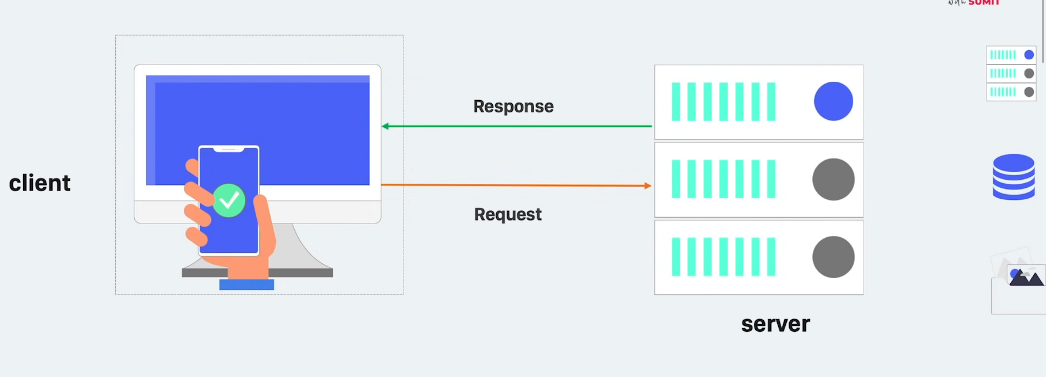 SUMIT
Response
client
Request
server